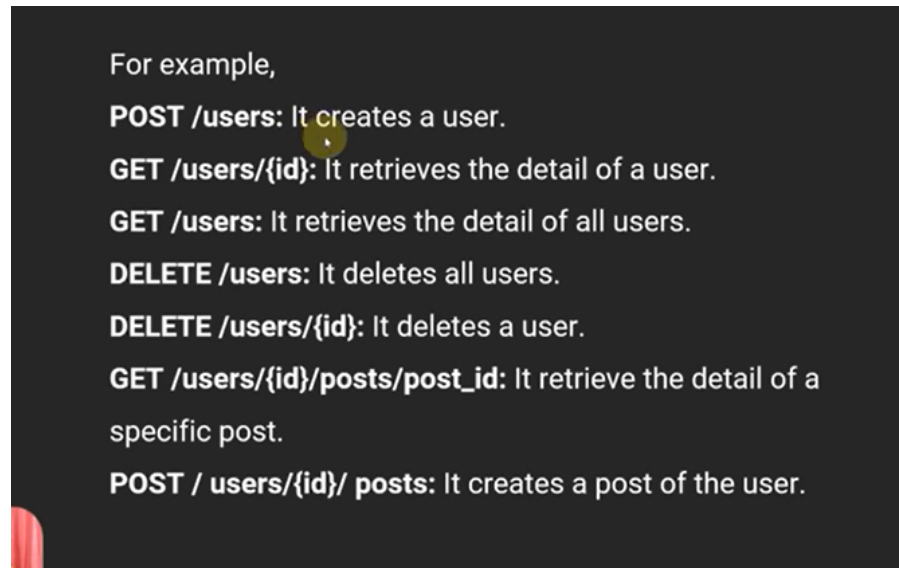 For example,
POST /users: It creates a user.
GET /users/{id}: It retrieves the detail of a user.
GET /users: It retrieves the detail of all users.
DELETE /users: It deletes all users.
DELETE /users/{id}: It deletes a user.
GET /users/{id}/posts/post_id: It retrieve the detail of a
specific post.
POST / users/{id}/ posts: It creates a post of the user.